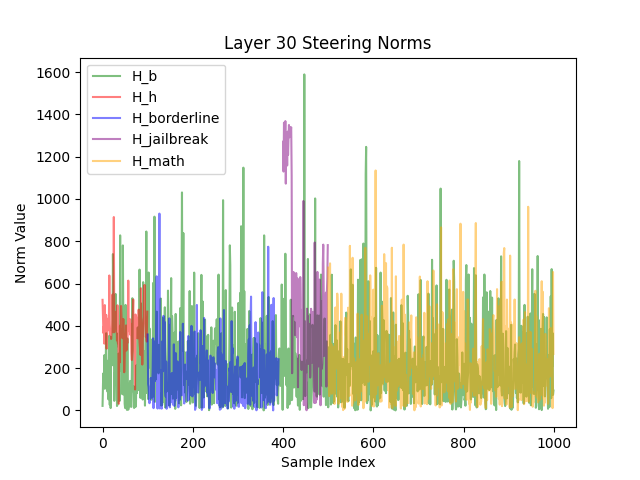 Layer 30 Steering Norms
H_b
H_h
H_borderline
H_jailbreak
H_math
Norm Value
1600
1400
1200
1000
800
600
400
200
0
0 200 400 600 800 1000
Sample Index